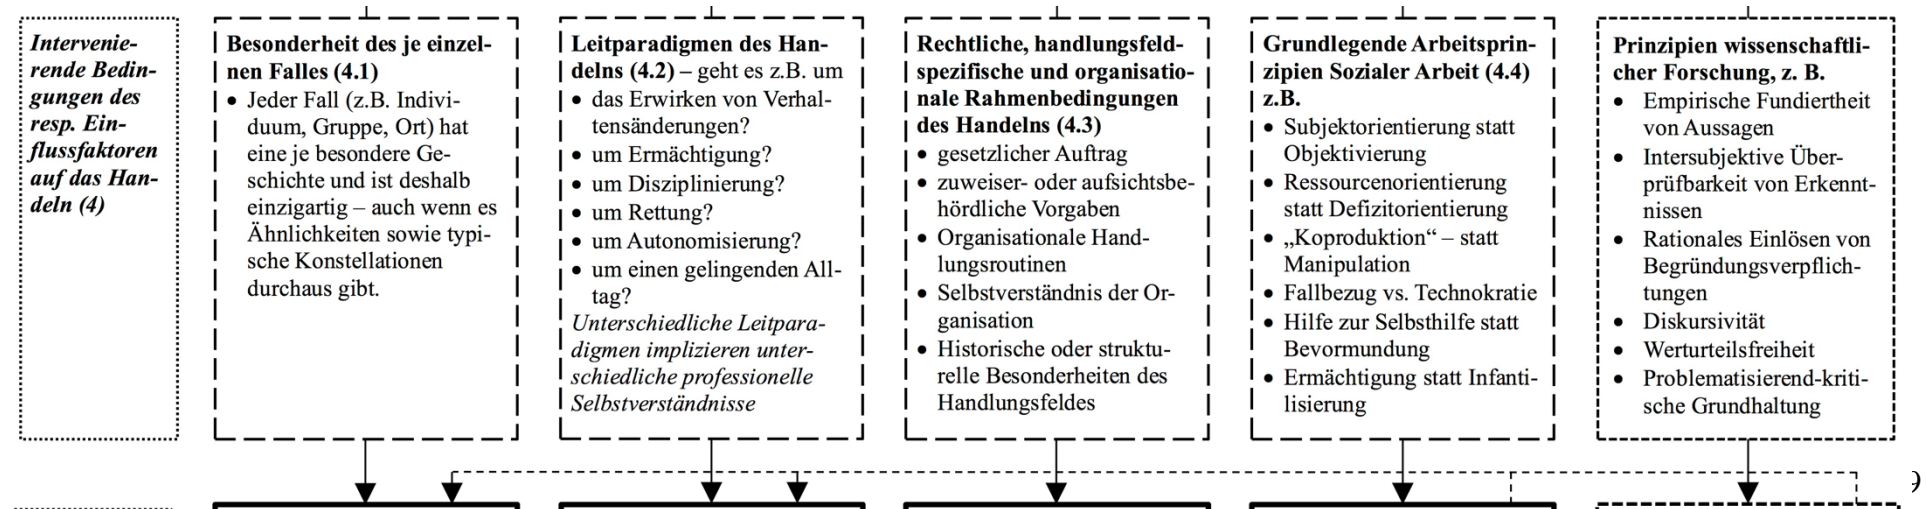 Intervenie-
rende Bedin-
gungen des
resp. Ein-
flussfaktoren
auf das Han-
deln (4)
Besonderheit des je einzel-
nen Falles (4.1)
• Jeder Fall (z.B. Indivi-
duum, Gruppe, Ort) hat
eine je besondere Ge-
schichte und ist deshalb
einzigartig – auch wenn es
Ähnlichkeiten sowie typi-
sche Konstellationen
durchaus gibt.
Leitparadigmen des Han-
delns (4.2) – geht es z.B. um
• das Erwirken von Verhal-
tensänderungen?
• um Ermächtigung?
• um Disziplinierung?
• um Rettung?
• um Autonomisierung?
• um einen gelingenden All-
tag?
Unterschiedliche Leitpara-
digmen implizieren unter-
schiedliche professionelle
Selbstverständnisse
Rechtliche, handlungsfeld-
spezifische und organisatio-
nale Rahmenbedingungen
des Handelns (4.3)
• gesetzlicher Auftrag
• zuweiser- oder aufsichtsbe-
hördliche Vorgaben
• Organisationale Hand-
lungsroutinen
• Selbstverständnis der Or-
ganisation
• Historische oder struktu-
relle Besonderheiten des
Handlungsfeldes
Grundlegende Arbeitsprin-
zipien Sozialer Arbeit (4.4)
z.B.
• Subjektorientierung statt
Objektivierung
• Ressourcenorientierung
statt Defizitorientierung
• „Koproduktion“ – statt
Manipulation
• Fallbezug vs. Technokratie
• Hilfe zur Selbsthilfe statt
Bevormundung
• Ermächtigung statt Infanti-
lisierung
Prinzipien wissenschaftli-
cher Forschung, z. B.
• Empirische Fundiertheit
von Aussagen
• Intersubjektive Über-
prüfbarkeit von Erkennt-
nissen
• Rationales Einlösen von
Begründungsverpflich-
tungen
• Diskursivität
• Werturteilsfreiheit
• Problematisierend-kriti-
sche Grundhaltung
9